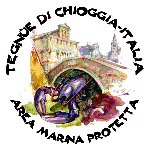 TEGNÙE DI CHIOGGIA-ITALIA
AREA MARINA PROTETTA